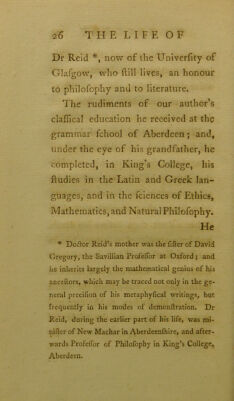 26 THE LIFE OF
Dr Reid *, now of the Univerſity of
Glaſgow, who ſtill lives, an honour
to philoſophy and to literature.
The rudiments of our author's
claſſical education he received at the
grammar ſchool of Aberdeen; and,
under the eye of his grandfather, he
completed, in King's College, his
ſtudies in the Latin and Greek lan-
guages, and in the ſciences of Ethics,
Mathematics, and Natural Philoſophy.
He
* Doctor Reid's mother was the ſiſter of David
Gregory, the Savillian Profeſſor at Oxford; and
he inherits largely the mathematical genius of his
anceſtors, which may be traced not only in the ge-
neral preciſion of his metaphyſical writings, but
frequently in his modes of demonſtration. Dr
Reid, during the earlier part of his life, was mi-
niſter of New Machar in Aberdeenſhire, and after-
wards Profeſſor of Philoſophy in King's College,
Aberdeen.